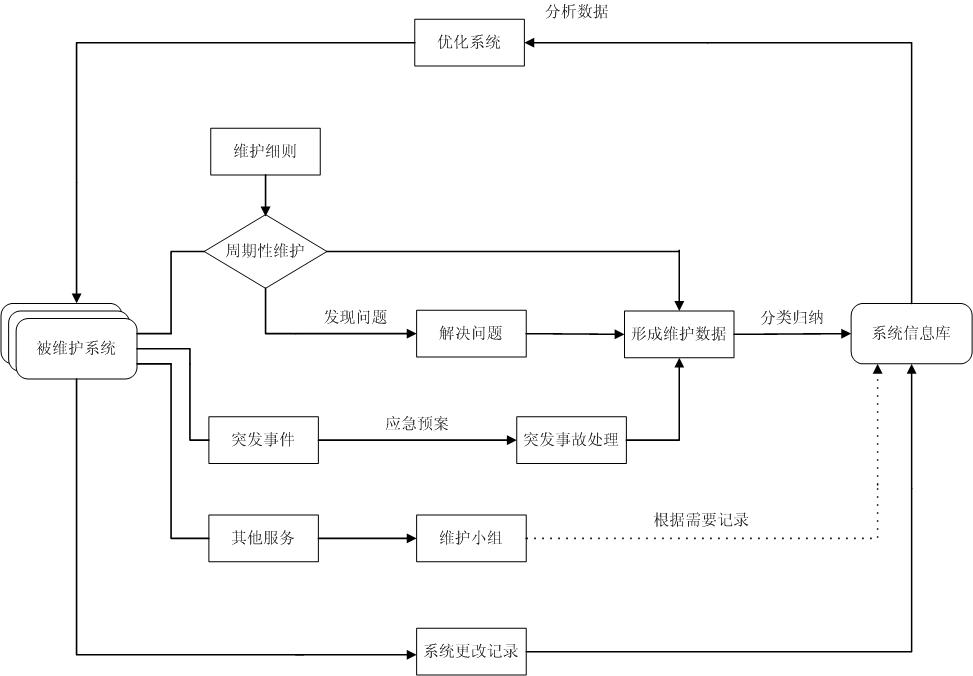 分析数据
优化系统
维护细则
周期性维护
发现问题
解决问题
形成维护数据
分类归纳
系统信息库
被维护系统
突发事件
应急预案
突发事故处理
其他服务
维护小组
根据需要记录
系统更改记录